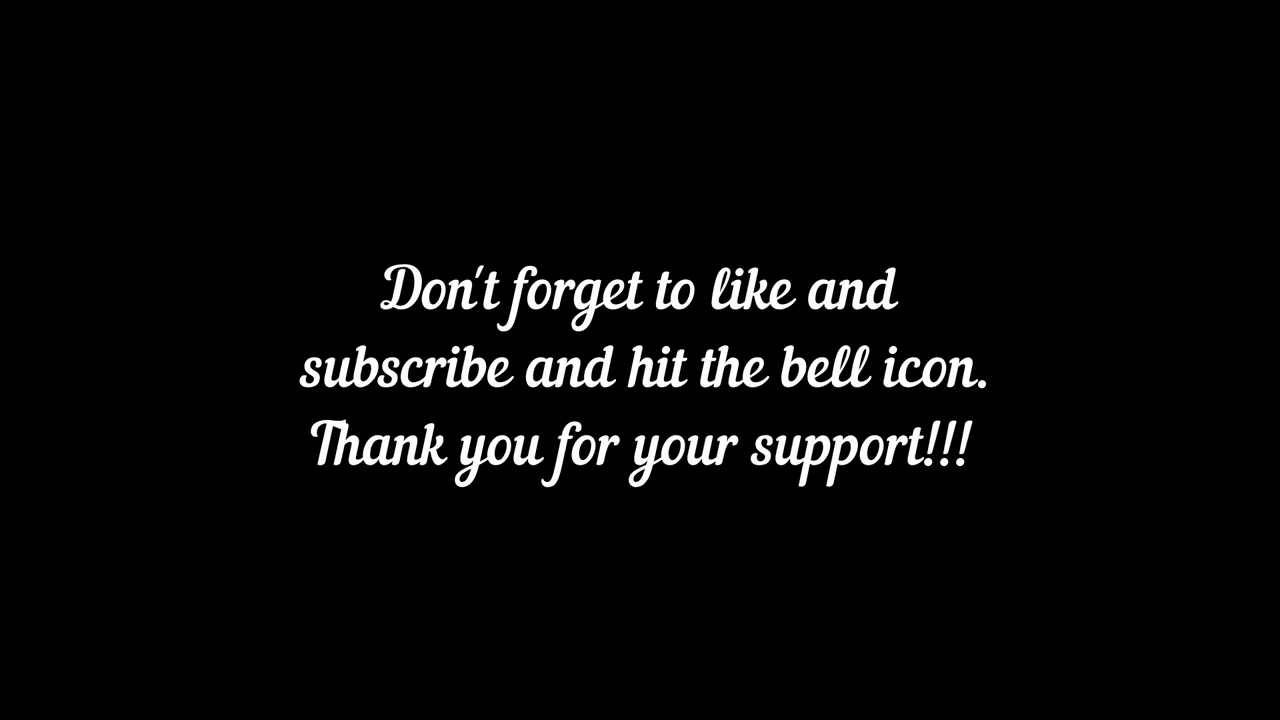 Don't forget to like and
subscribe and hit the bell icon.
Thank you for your support!!!